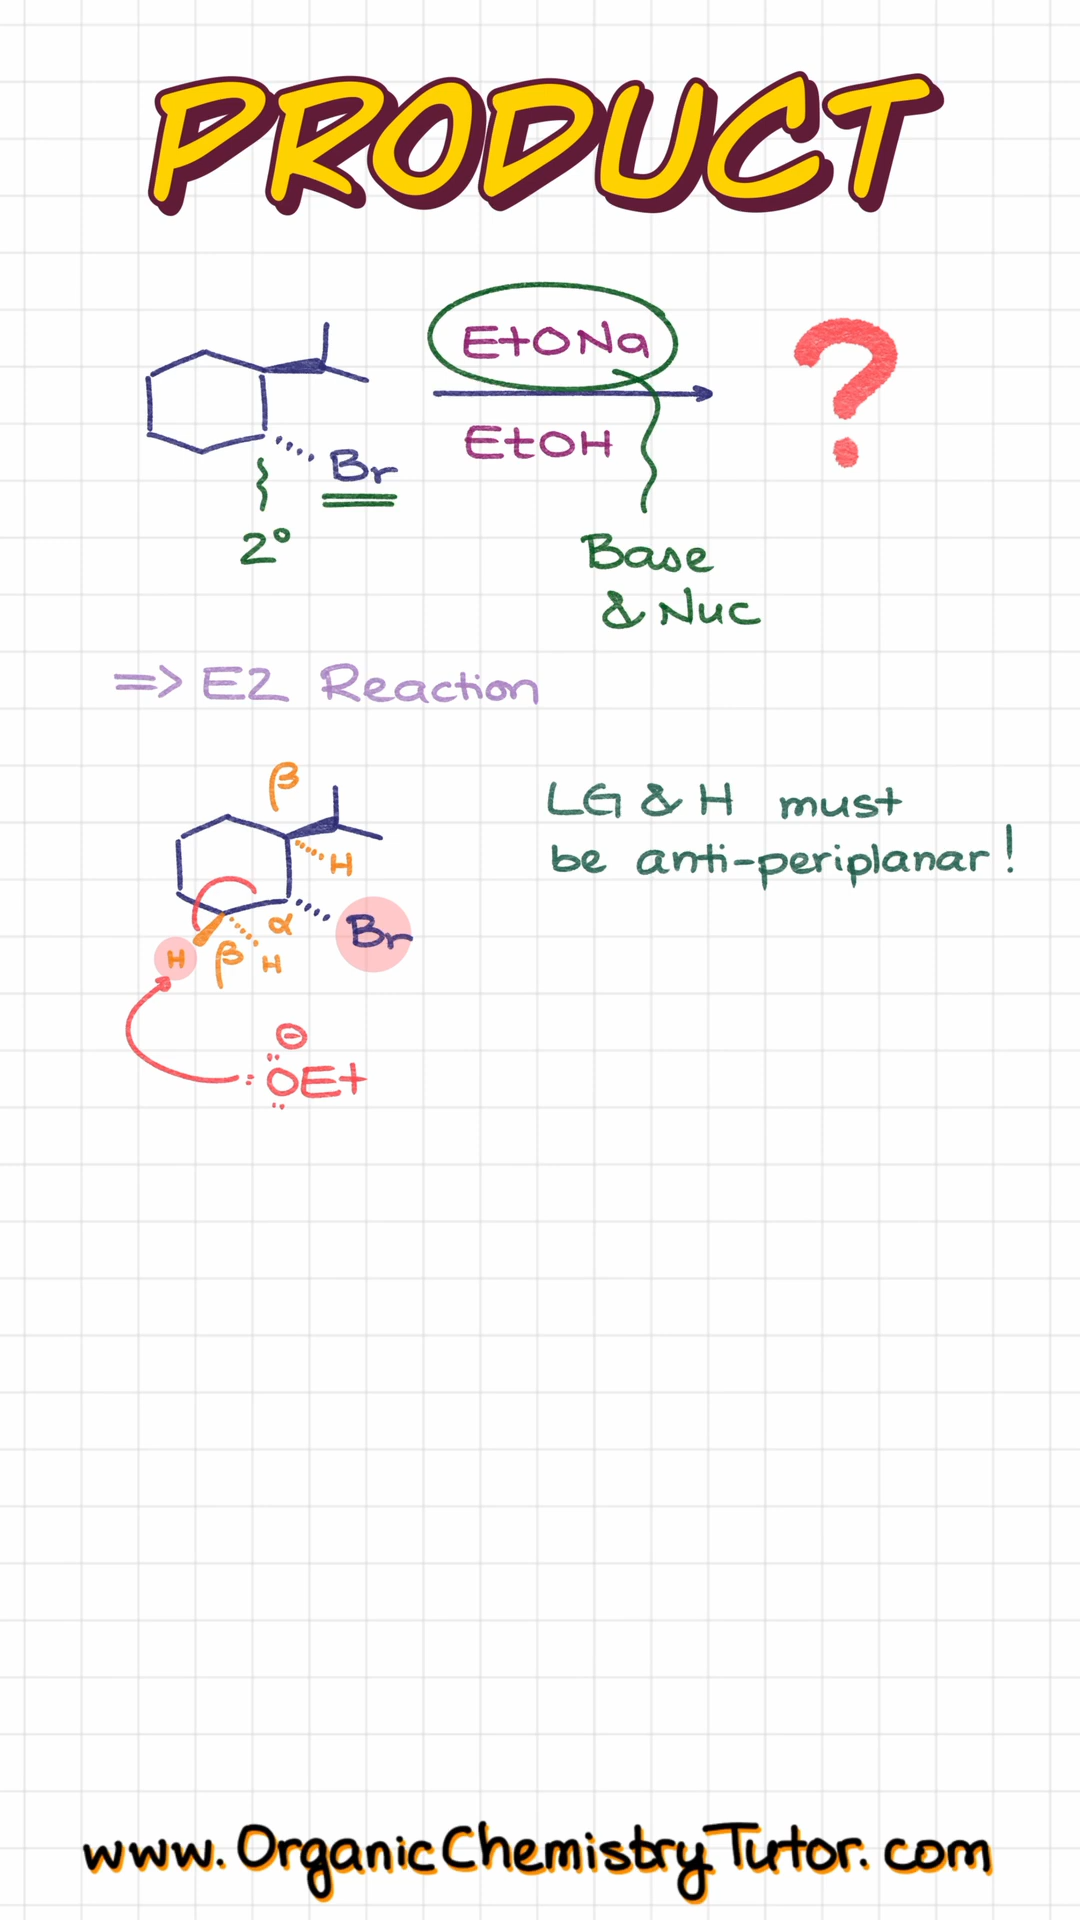 PRODUCT
EtONa
EtOH
Br
2°
?
Base
& Nuc
=> E2 Reaction
β
H
α
Br
H
β
H
⊖
:ÖEt
LG & H must
be anti-periplanar!
www.OrganicChemistryTutor.com